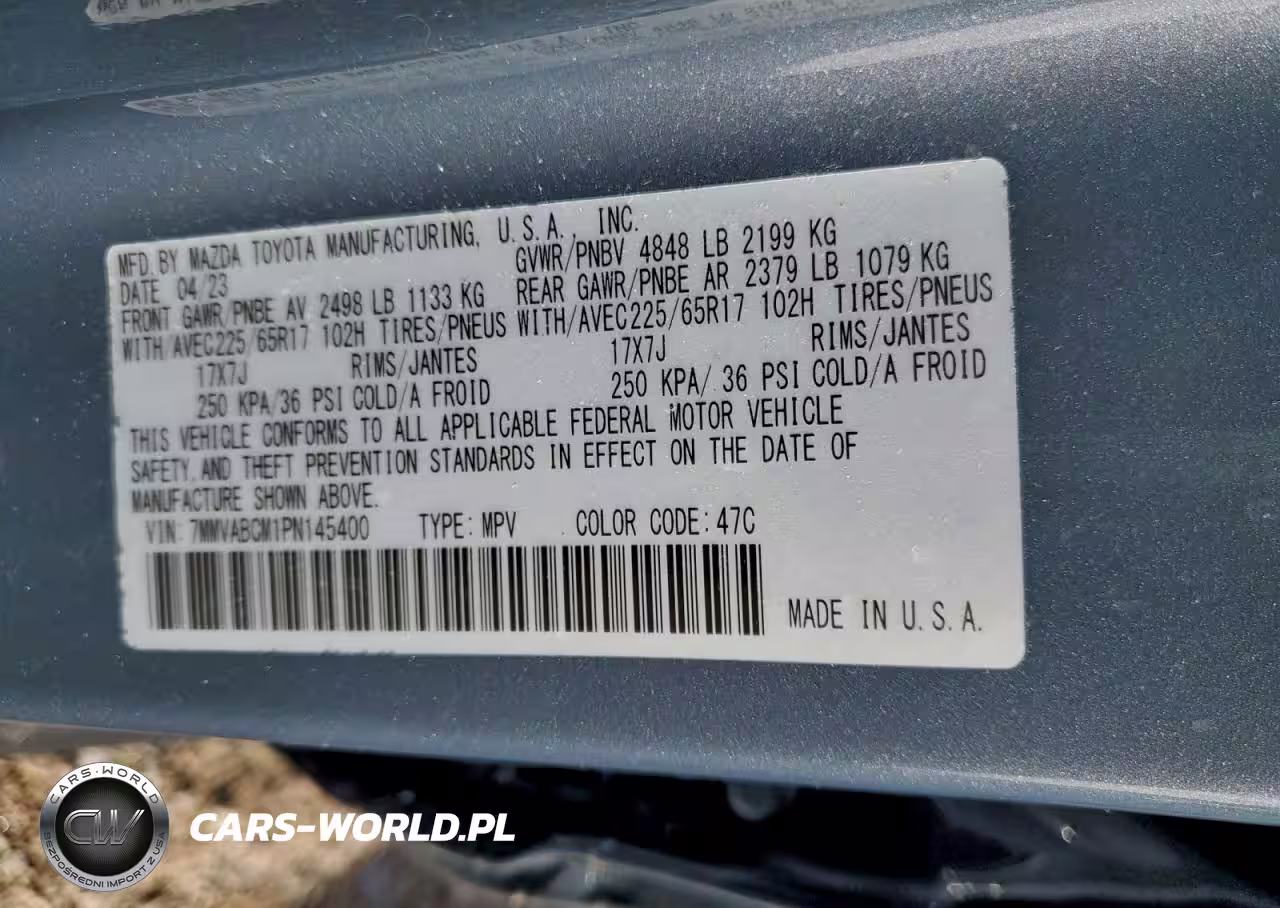 MFD. BY MAZDA TOYOTA MANUFACTURING, U.S.A., INC.
DATE 04/23 GVWR/PNBV 4848 LB 2199 KG
FRONT GAWR/PNBE AV 2498 LB 1133 KG REAR GAWR/PNBE AR 2379 LB 1079 KG
WITH/AVEC225/65R17 102H TIRES/PNEUS WITH/AVEC225/65R17 102H TIRES/PNEUS
17X7J RIMS/JANTES 17X7J RIMS/JANTES
250 KPA/36 PSI COLD/A FROID 250 KPA/ 36 PSI COLD/A FROID
THIS VEHICLE CONFORMS TO ALL APPLICABLE FEDERAL MOTOR VEHICLE
SAFETY, AND THEFT PREVENTION STANDARDS IN EFFECT ON THE DATE OF
MANUFACTURE SHOWN ABOVE.
VIN: 7MMVABCM1PN145400 TYPE: MPV COLOR CODE: 47C
MADE IN U.S.A.
CARS-WORLD
CW
BEZPOŚREDNI IMPORT Z USA
CARS-WORLD.PL